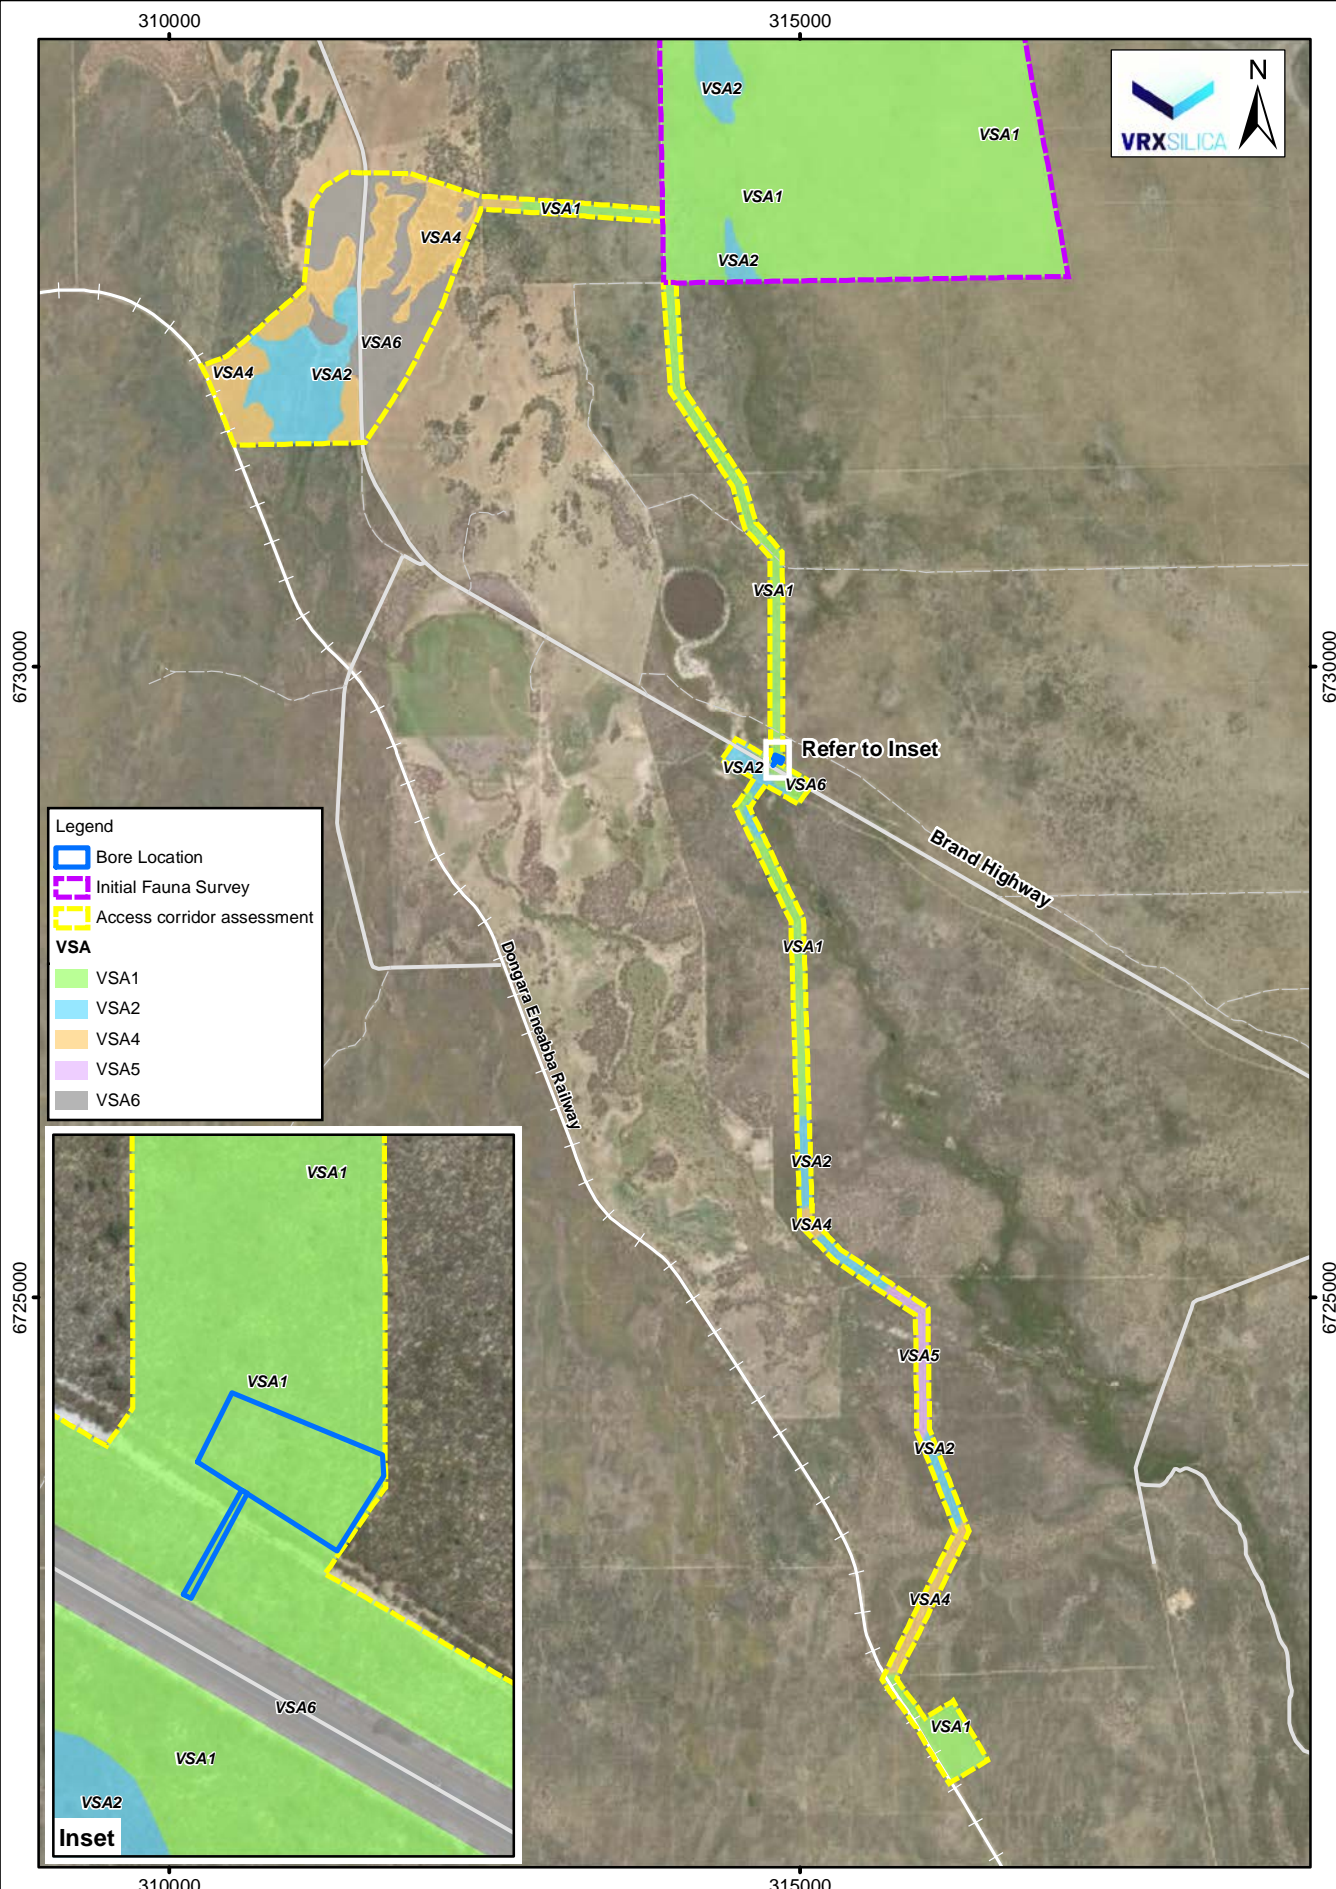 310000
315000
N
VRXSILICA
VSA2
VSA1
VSA1
VSA1
VSA4
VSA2
VSA6
VSA4
VSA2
VSA1
6730000
6730000
Refer to Inset
VSA2
VSA6
Brand Highway
Legend
Bore Location
Initial Fauna Survey
Access corridor assessment
VSA
VSA1
VSA2
VSA4
VSA5
VSA6
VSA1
Dongara Eneabba Railway
VSA2
VSA4
6725000
6725000
VSA5
VSA2
VSA4
VSA1
VSA1
VSA1
VSA6
VSA1
VSA2
Inset
310000
315000